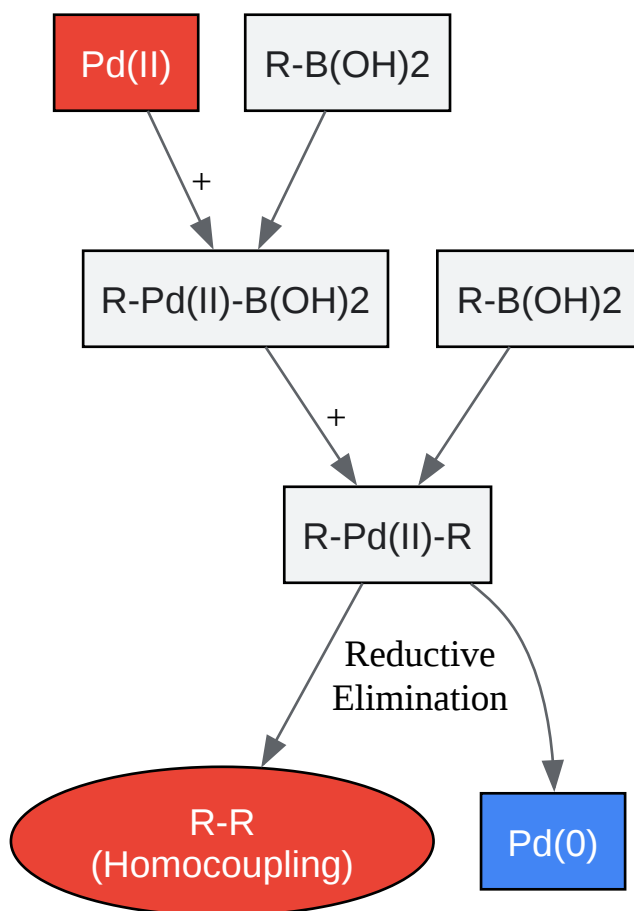 Pd(II)
R-B(OH)2
+
R-Pd(II)-B(OH)2
R-B(OH)2
+
R-Pd(II)-R
Reductive
Elimination
R-R
(Homocoupling)
Pd(0)